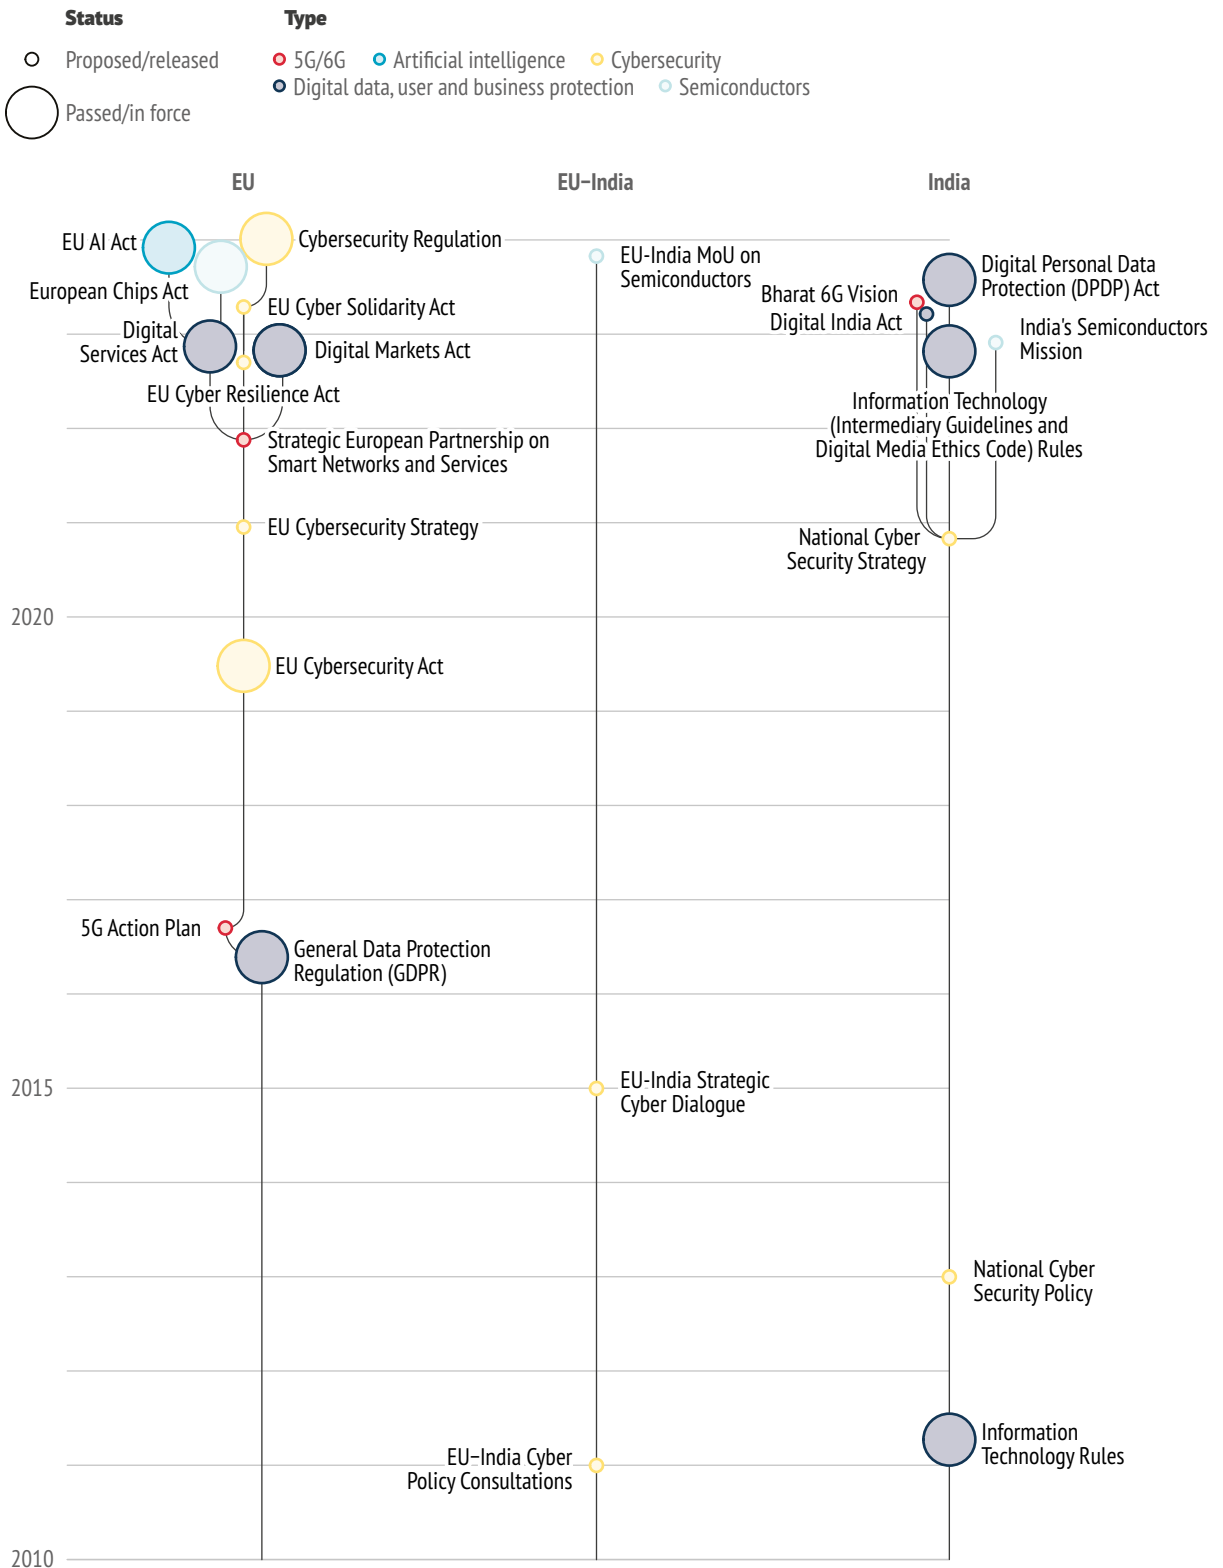 Status
Type
Proposed/released
5G/6G
Artificial intelligence
Cybersecurity
Digital data, user and business protection
Semiconductors
Passed/in force
EU
EU–India
India
EU AI Act
Cybersecurity Regulation
European Chips Act
EU Cyber Solidarity Act
Digital
Services Act
Digital Markets Act
EU Cyber Resilience Act
Strategic European Partnership on
Smart Networks and Services
EU Cybersecurity Strategy
EU-India MoU on
Semiconductors
Digital Personal Data
Protection (DPDP) Act
Bharat 6G Vision
Digital India Act
India's Semiconductors
Mission
Information Technology
(Intermediary Guidelines and
Digital Media Ethics Code) Rules
National Cyber
Security Strategy
2020
EU Cybersecurity Act
5G Action Plan
General Data Protection
Regulation (GDPR)
2015
EU-India Strategic
Cyber Dialogue
National Cyber
Security Policy
Information
Technology Rules
EU–India Cyber
Policy Consultations
2010